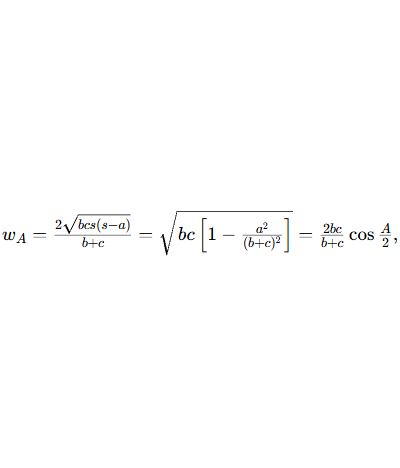 $w_A = \frac{2\sqrt{bcs(s-a)}}{b+c} = \sqrt{bc\left[1 - \frac{a^2}{(b+c)^2}\right]} = \frac{2bc}{b+c}\cos\frac{A}{2},$